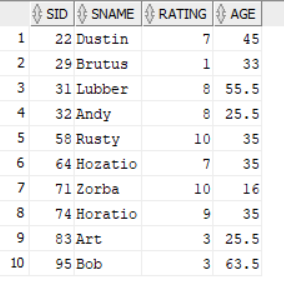 SID SNAME RATING AGE
1 22 Dustin 7 45
2 29 Brutus 1 33
3 31 Lubber 8 55.5
4 32 Andy 8 25.5
5 58 Rusty 10 35
6 64 Hozatio 7 35
7 71 Zorba 10 16
8 74 Horatio 9 35
9 83 Art 3 25.5
10 95 Bob 3 63.5